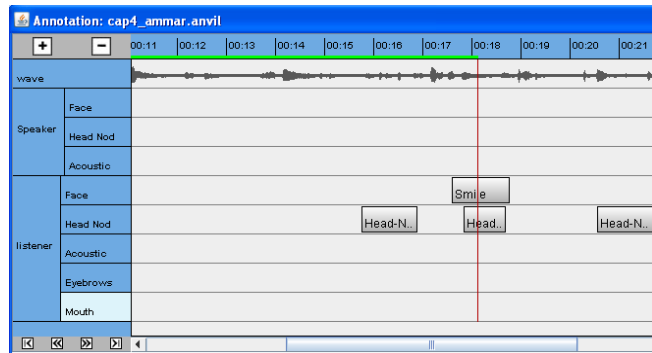 Annotation: cap4_ammar.anvil
+ - 00:11 00:12 00:13 00:14 00:15 00:16 00:17 00:18 00:19 00:20 00:21
wave
Speaker
Face
Head Nod
Acoustic
listener
Face Smile
Head Nod Head-N.. Head.. Head-N..
Acoustic
Eyebrows
Mouth